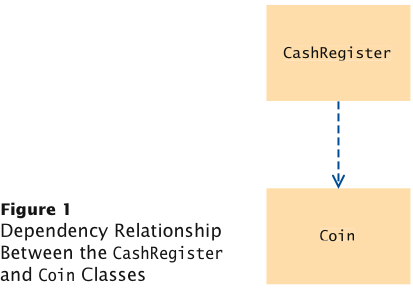 CashRegister
Coin
Figure 1
Dependency Relationship
Between the CashRegister
and Coin Classes